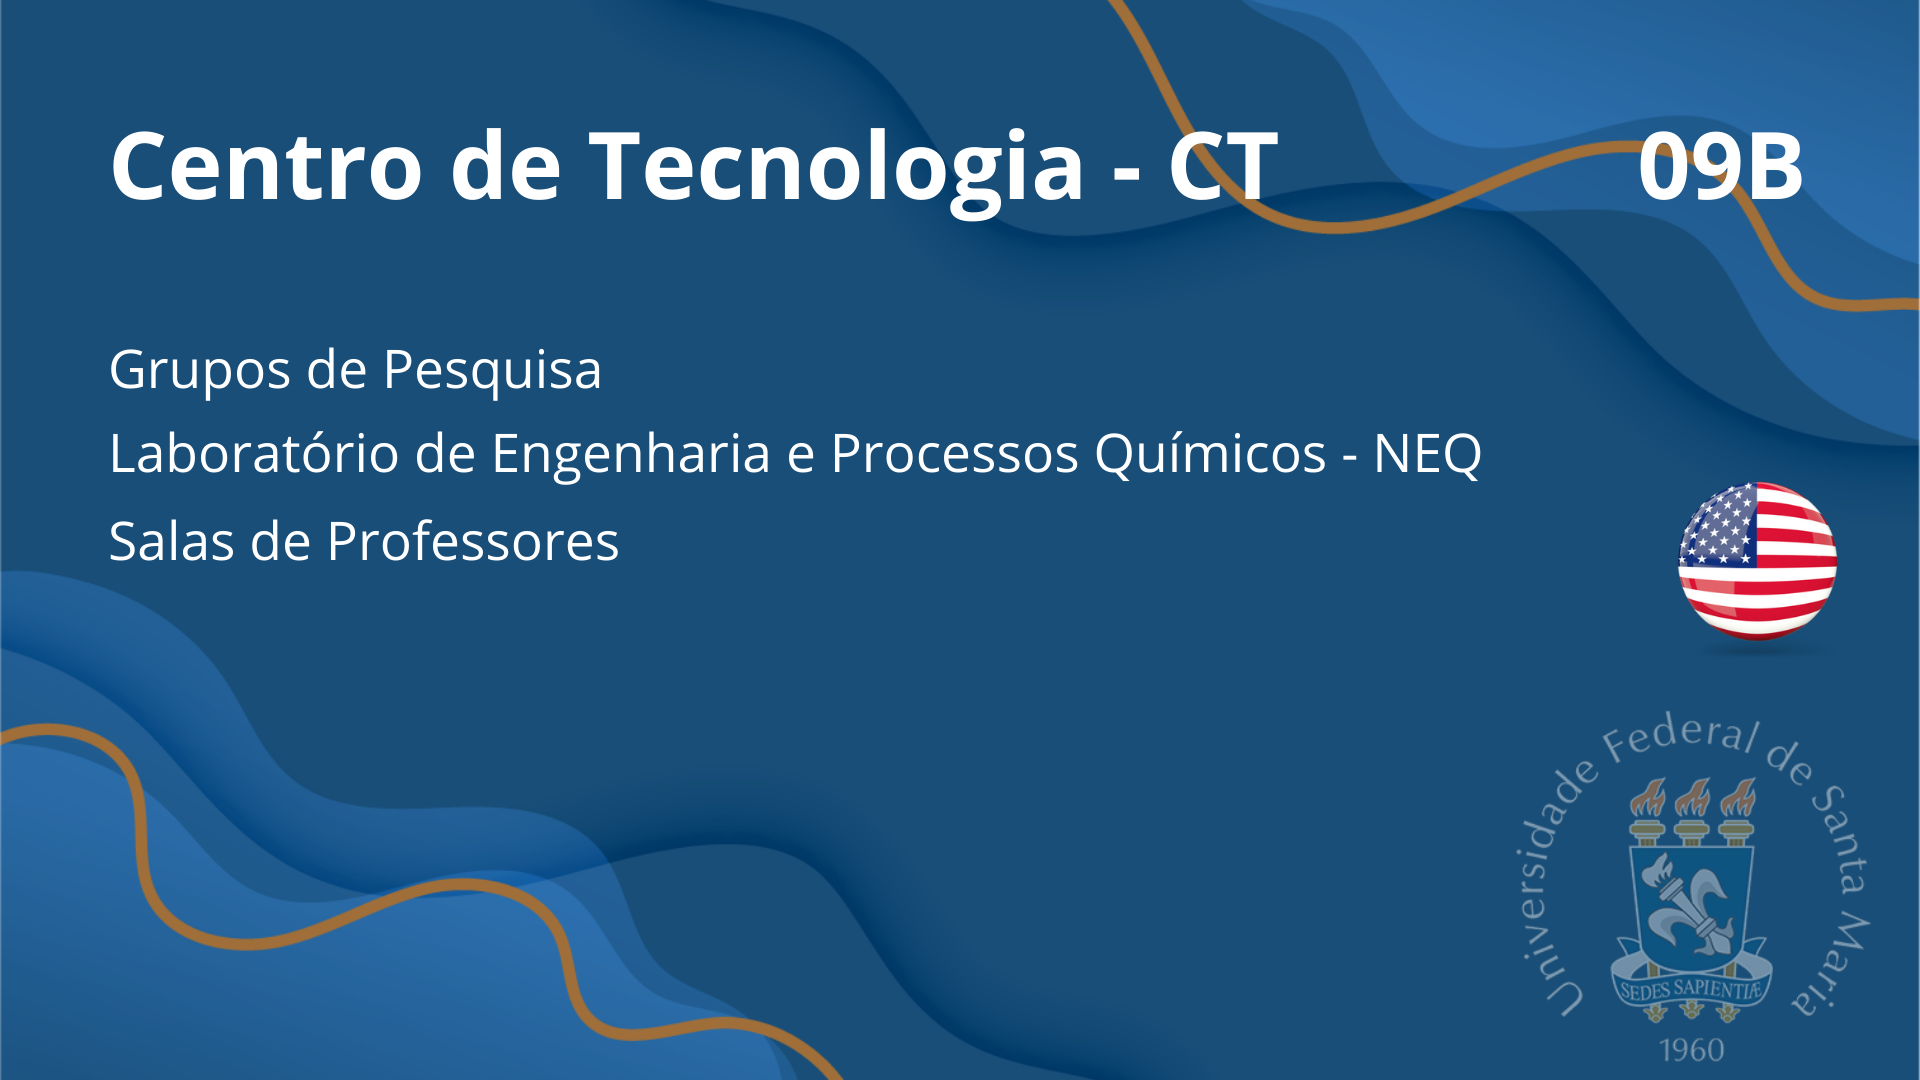 Centro de Tecnologia - CT 09B
Grupos de Pesquisa
Laboratório de Engenharia e Processos Químicos - NEQ
Salas de Professores
Universidade Federal de Santa Maria
SEDES SAPIENTIÆ
1960